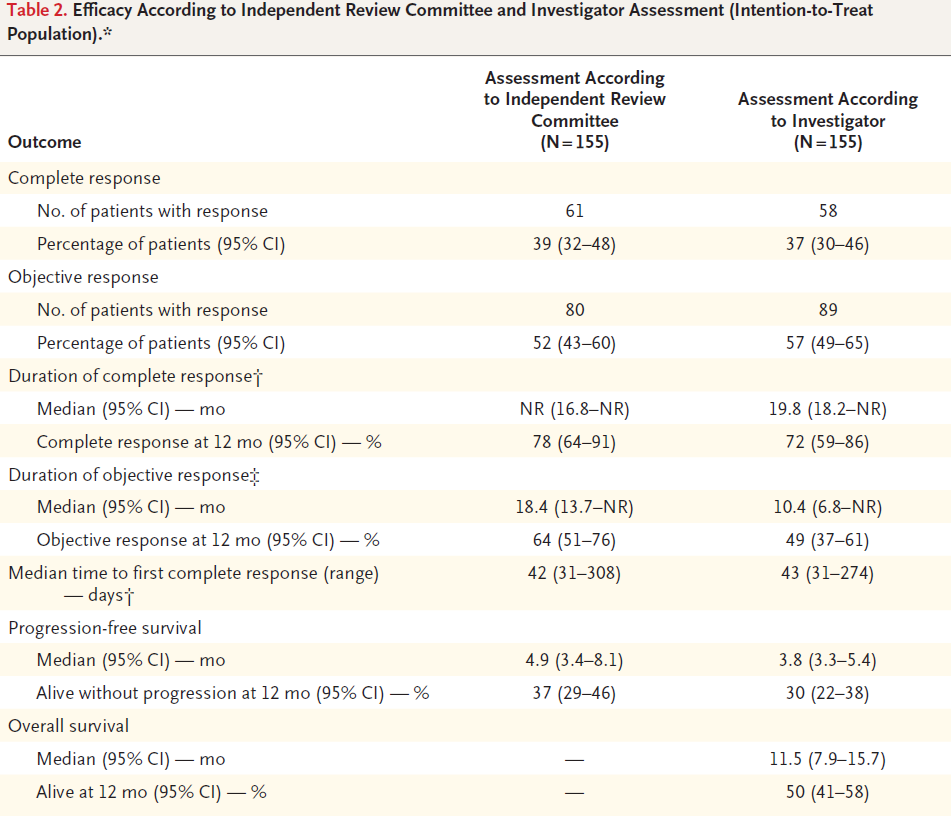 Table 2. Efficacy According to Independent Review Committee and Investigator Assessment (Intention-to-Treat
Population).*
Outcome
Assessment According
to Independent Review
Committee
(N=155)
Assessment According
to Investigator
(N=155)
Complete response
No. of patients with response 61 58
Percentage of patients (95% CI) 39 (32–48) 37 (30–46)
Objective response
No. of patients with response 80 89
Percentage of patients (95% CI) 52 (43–60) 57 (49–65)
Duration of complete response†
Median (95% CI) — mo NR (16.8–NR) 19.8 (18.2–NR)
Complete response at 12 mo (95% CI) — % 78 (64–91) 72 (59–86)
Duration of objective response‡
Median (95% CI) — mo 18.4 (13.7–NR) 10.4 (6.8–NR)
Objective response at 12 mo (95% CI) — % 64 (51–76) 49 (37–61)
Median time to first complete response (range) 42 (31–308) 43 (31–274)
— days†
Progression-free survival
Median (95% CI) — mo 4.9 (3.4–8.1) 3.8 (3.3–5.4)
Alive without progression at 12 mo (95% CI) — % 37 (29–46) 30 (22–38)
Overall survival
Median (95% CI) — mo — 11.5 (7.9–15.7)
Alive at 12 mo (95% CI) — % — 50 (41–58)